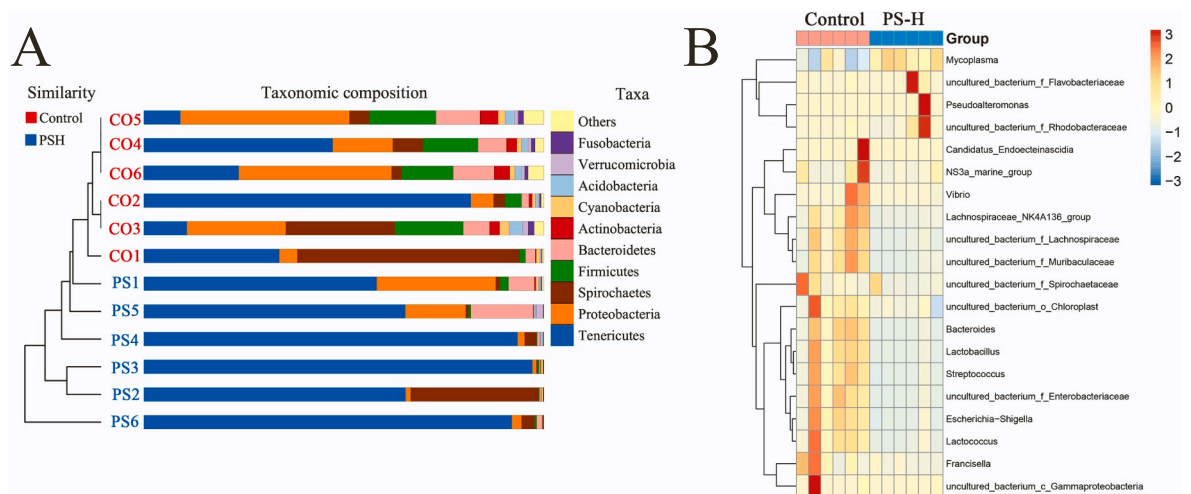 A
Similarity
Control
PSH
Taxonomic composition
Taxa
CO5
CO4
CO6
CO2
CO3
CO1
PS1
PS5
PS4
PS3
PS2
PS6
Others
Fusobacteria
Verrucomicrobia
Acidobacteria
Cyanobacteria
Actinobacteria
Bacteroidetes
Firmicutes
Spirochaetes
Proteobacteria
Tenericutes
B
Control PS-H
Group
Mycoplasma
uncultured_bacterium_f_Flavobacteriaceae
Pseudoalteromonas
uncultured_bacterium_f_Rhodobacteraceae
Candidatus_Endoecteinascidia
NS3a_marine_group
Vibrio
Lachnospiraceae_NK4A136_group
uncultured_bacterium_f_Lachnospiraceae
uncultured_bacterium_f_Muribaculaceae
uncultured_bacterium_f_Spirochaetaceae
uncultured_bacterium_o_Chloroplast
Bacteroides
Lactobacillus
Streptococcus
uncultured_bacterium_f_Enterobacteriaceae
Escherichia−Shigella
Lactococcus
Francisella
uncultured_bacterium_c_Gammaproteobacteria
3
2
1
0
−1
−2
−3